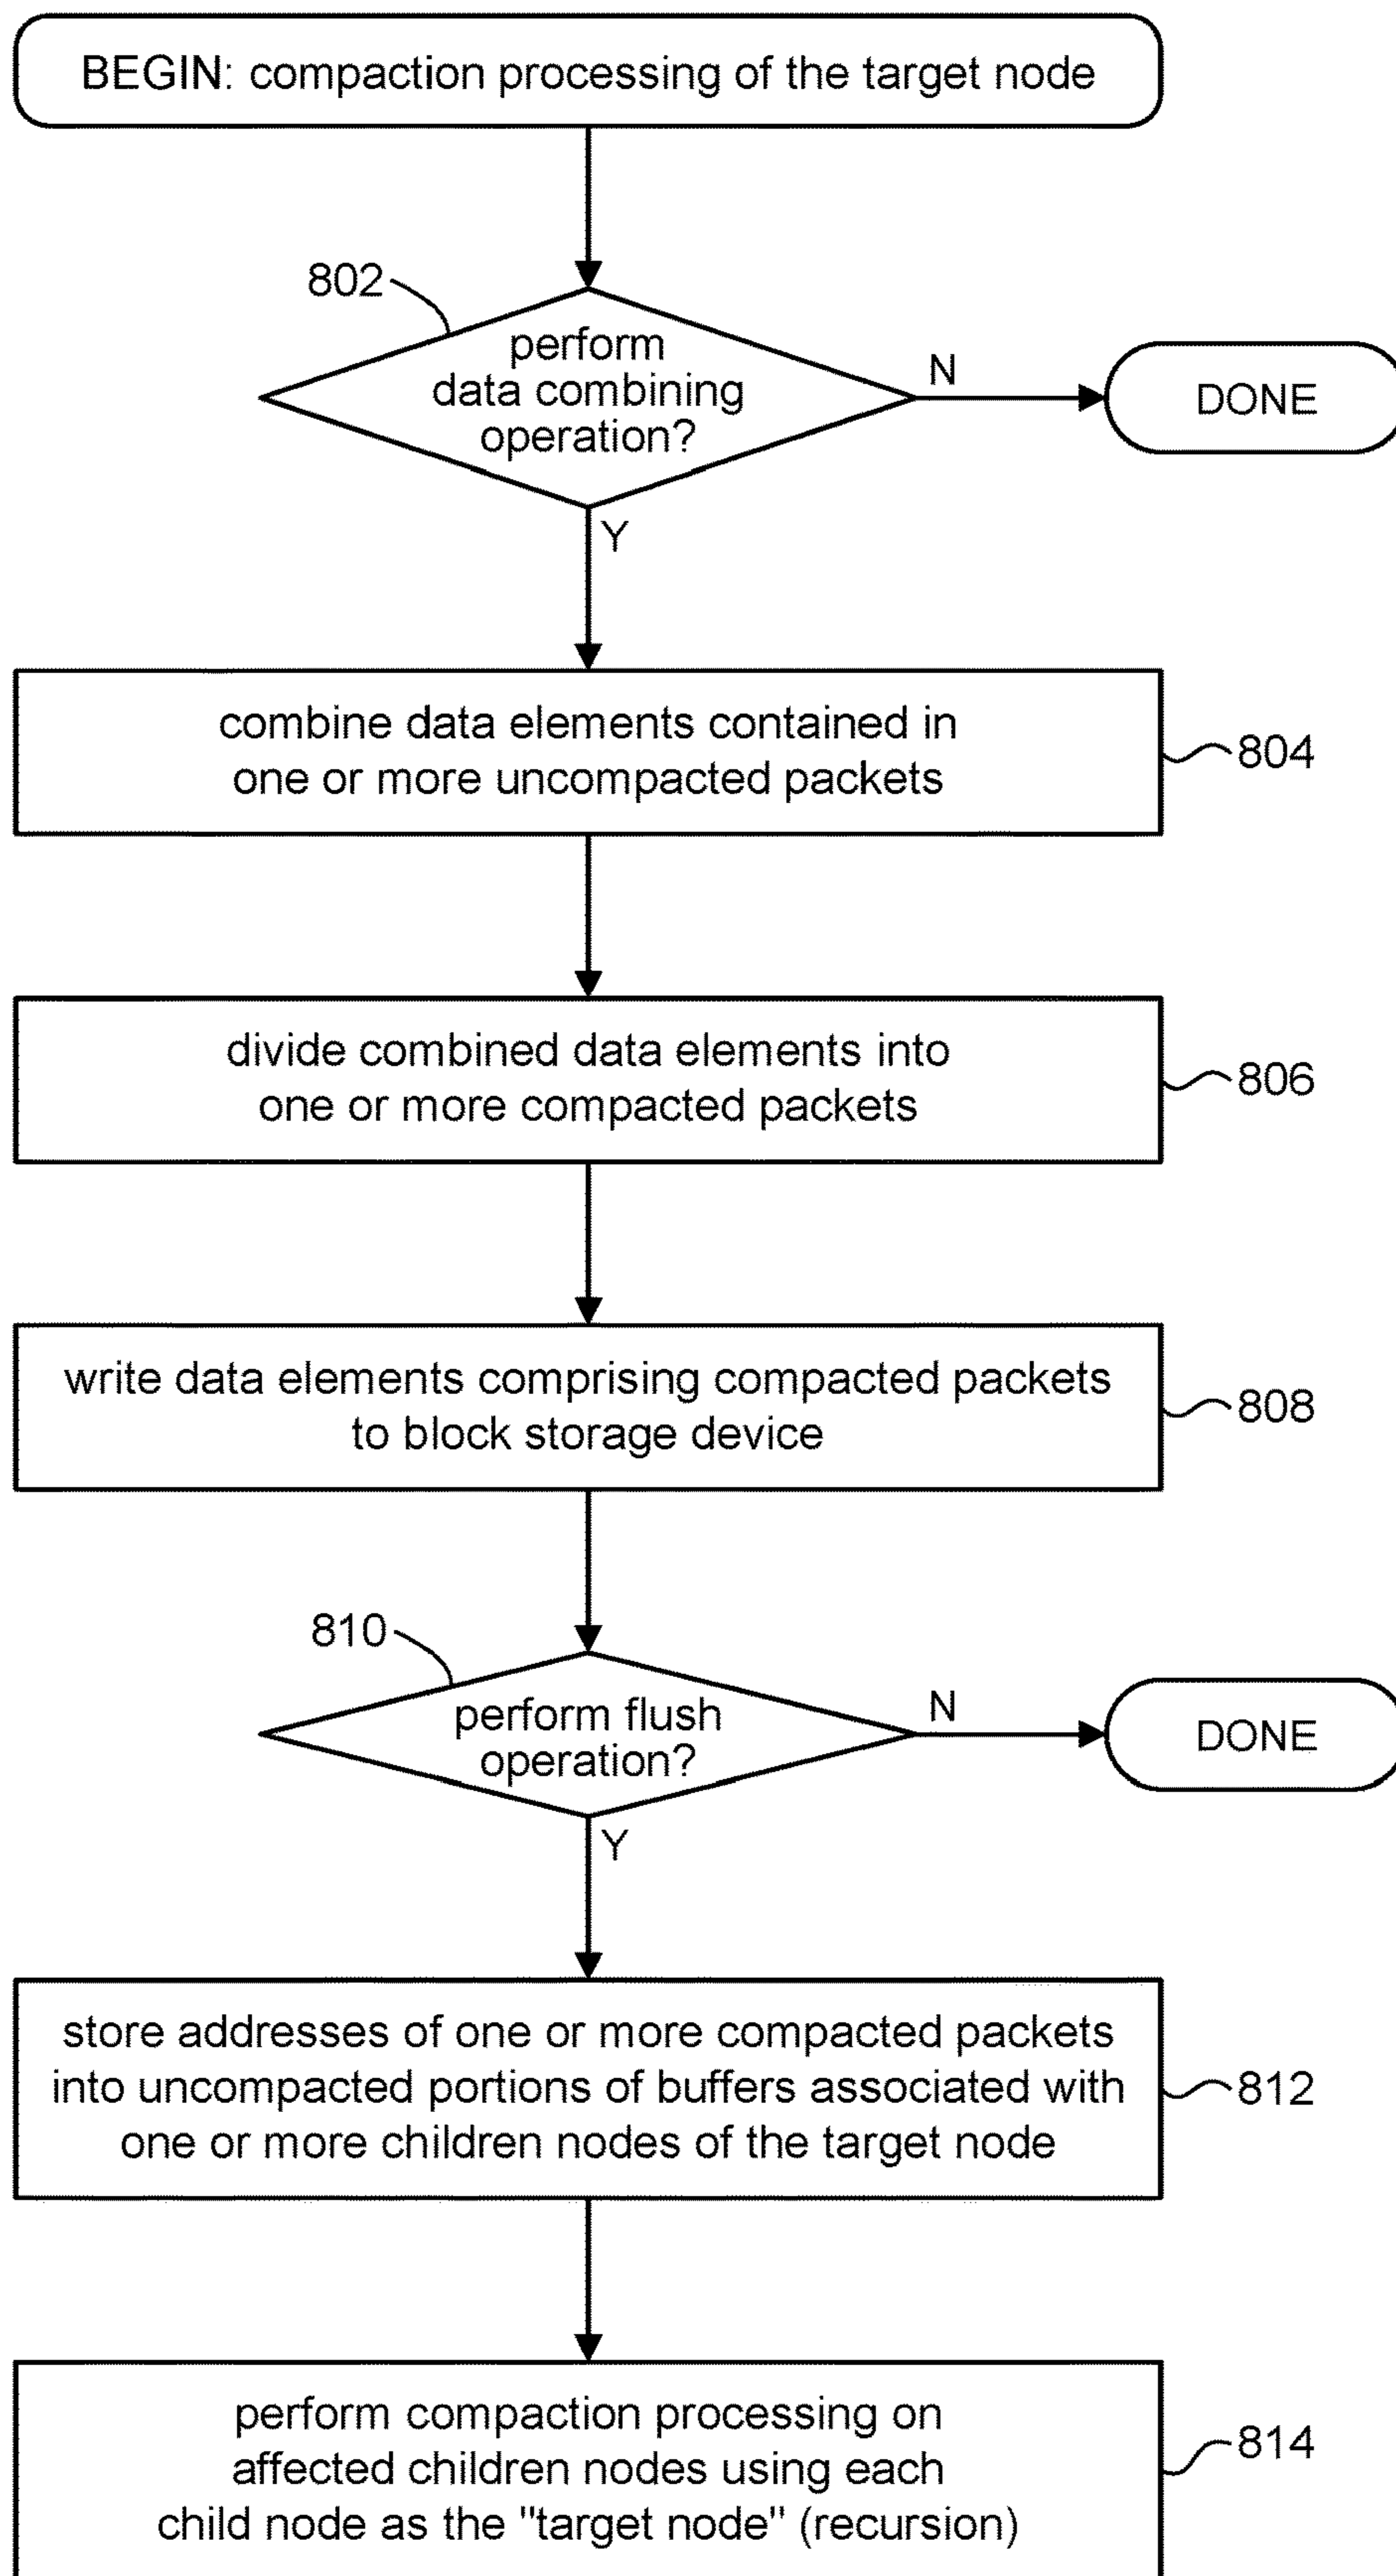 BEGIN: compaction processing of the target node
802
perform
data combining
operation?
N
DONE
Y
combine data elements contained in
one or more uncompacted packets
804
divide combined data elements into
one or more compacted packets
806
write data elements comprising compacted packets
to block storage device
808
810
perform flush
operation?
N
DONE
Y
store addresses of one or more compacted packets
into uncompacted portions of buffers associated with
one or more children nodes of the target node
812
perform compaction processing on
affected children nodes using each
child node as the "target node" (recursion)
814